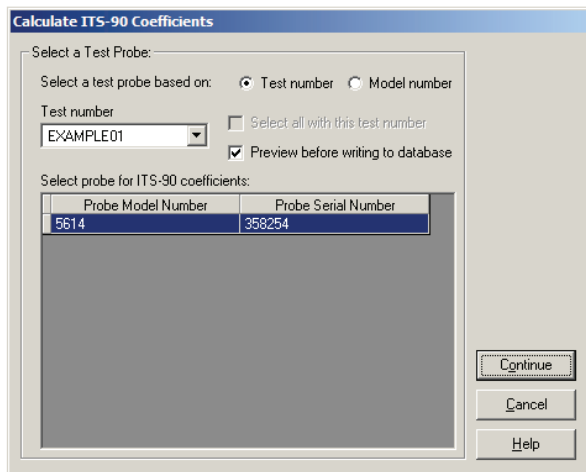 Calculate ITS-90 Coefficients
Select a Test Probe:
Select a test probe based on: Test number Model number
Test number
EXAMPLE01
Select all with this test number
Preview before writing to database
Select probe for ITS-90 coefficients:
Probe Model Number Probe Serial Number
5614 358254
Continue
Cancel
Help